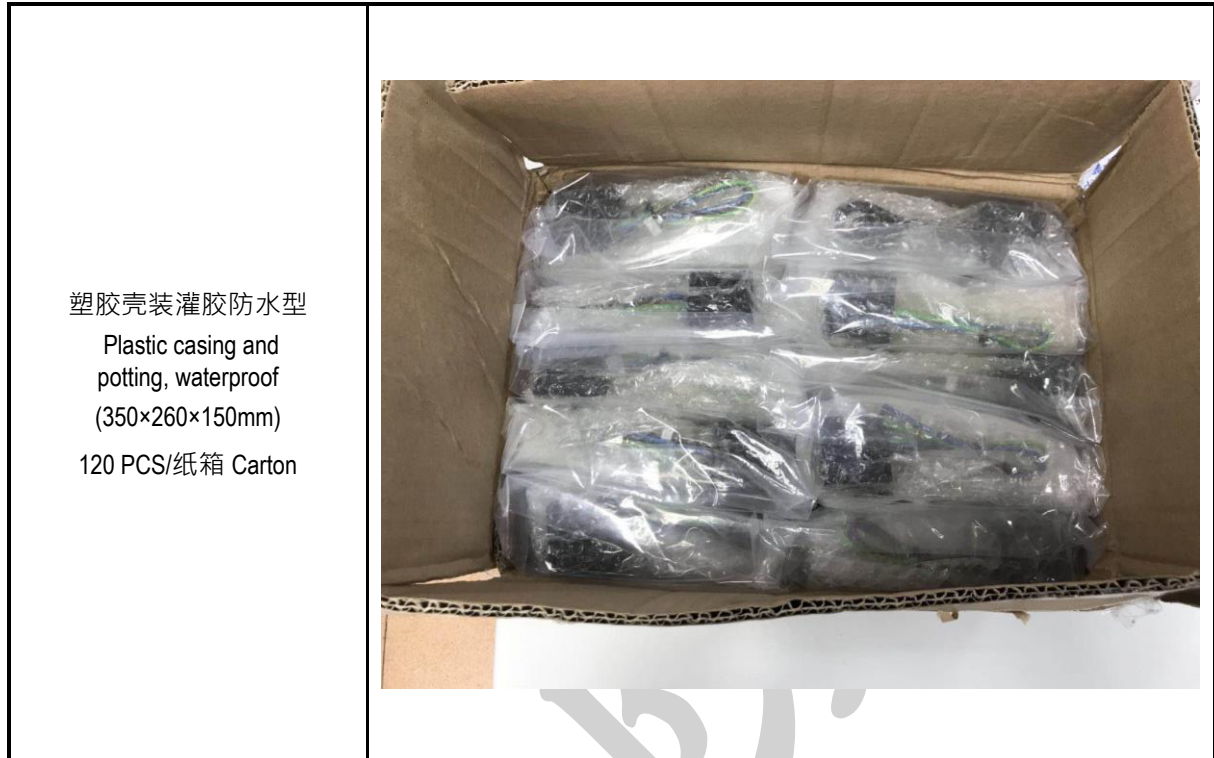 塑胶壳装灌胶防水型
Plastic casing and
potting, waterproof
(350×260×150mm)
120 PCS/纸箱 Carton